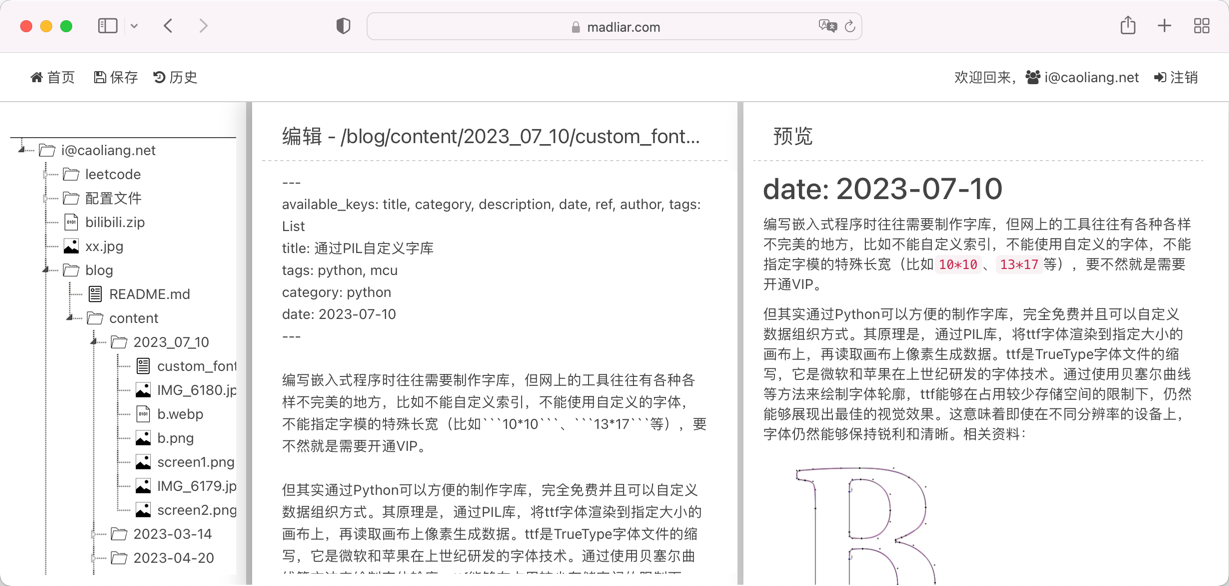 madliar.com
首页 保存 历史
欢迎回来, i@caoliang.net 注销
i@caoliang.net
leetcode
配置文件
bilibili.zip
xx.jpg
blog
README.md
content
2023_07_10
custom_font
IMG_6180.jp
b.webp
b.png
screen1.png
IMG_6179.jp
screen2.png
2023-03-14
2023-04-20
编辑 - /blog/content/2023_07_10/custom_font...
---
available_keys: title, category, description, date, ref, author, tags:
List
title: 通过PIL自定义字库
tags: python, mcu
category: python
date: 2023-07-10
---
编写嵌入式程序时往往需要制作字库，但网上的工具往往有各种各
样不完美的地方，比如不能自定义索引，不能使用自定义的字体，
不能指定字模的特殊长宽（比如```10*10```、```13*17```等），要
不然就是需要开通VIP。
但其实通过Python可以方便的制作字库，完全免费并且可以自定义
数据组织方式。其原理是，通过PIL库，将ttf字体渲染到指定大小的
画布上，再读取画布上像素生成数据。ttf是TrueType字体文件的缩
写，它是微软和苹果在上世纪研发的字体技术。通过使用贝塞尔曲
预览
date: 2023-07-10
编写嵌入式程序时往往需要制作字库，但网上的工具往往有各种各样
不完美的地方，比如不能自定义索引，不能使用自定义的字体，不能
指定字模的特殊长宽（比如 10*10 、 13*17 等），要不然就是需要
开通VIP。
但其实通过Python可以方便的制作字库，完全免费并且可以自定义
数据组织方式。其原理是，通过PIL库，将ttf字体渲染到指定大小的
画布上，再读取画布上像素生成数据。ttf是TrueType字体文件的缩
写，它是微软和苹果在上世纪研发的字体技术。通过使用贝塞尔曲线
等方法来绘制字体轮廓，ttf能够在占用较少存储空间的限制下，仍然
能够展现出最佳的视觉效果。这意味着即使在不同分辨率的设备上，
字体仍然能够保持锐利和清晰。相关资料：